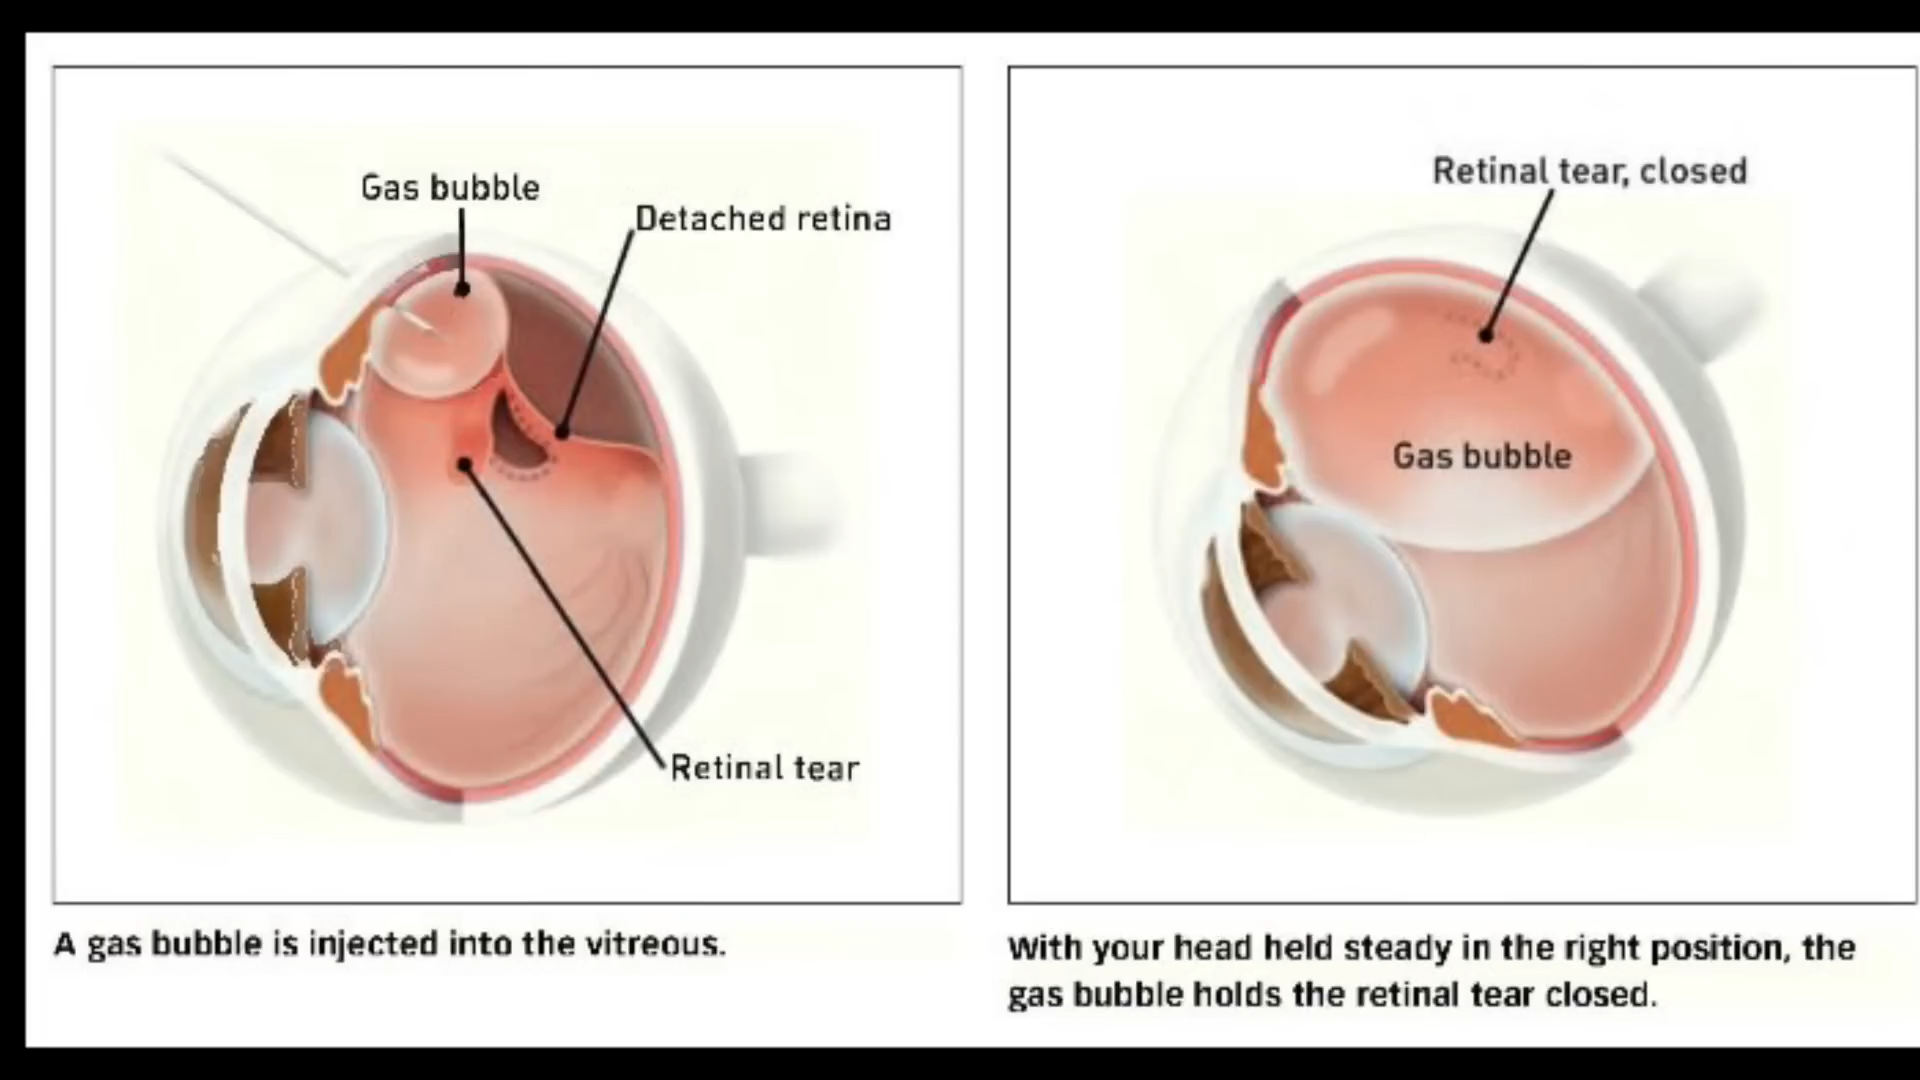 Gas bubble
Detached retina
Retinal tear
A gas bubble is injected into the vitreous.
Retinal tear, closed
Gas bubble
With your head held steady in the right position, the
gas bubble holds the retinal tear closed.